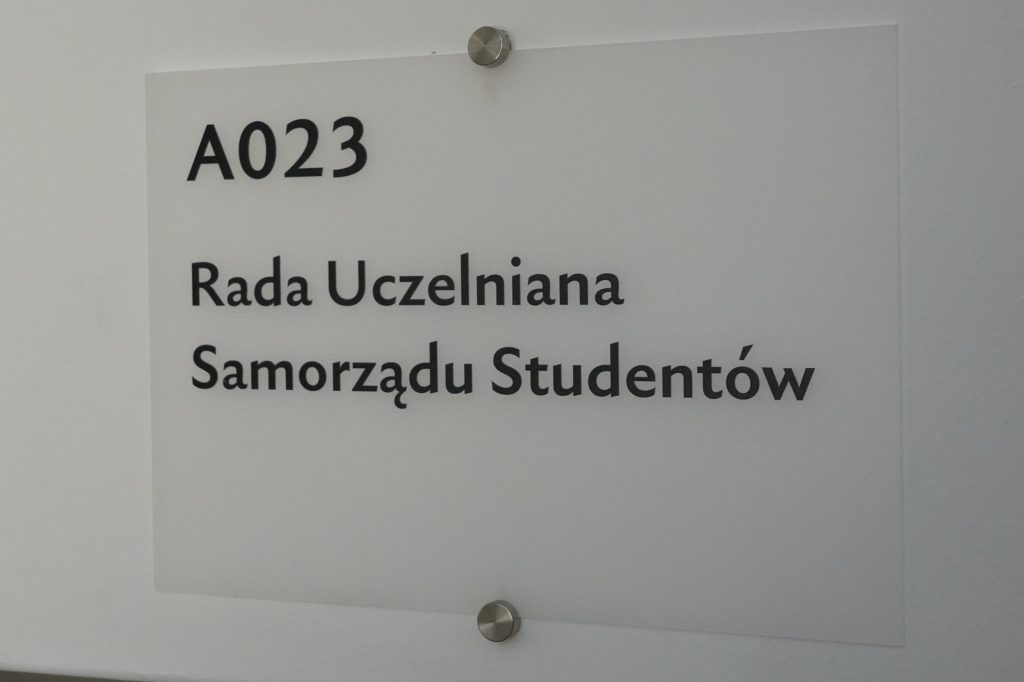 A023
Rada Uczelniana
Samorządu Studentów